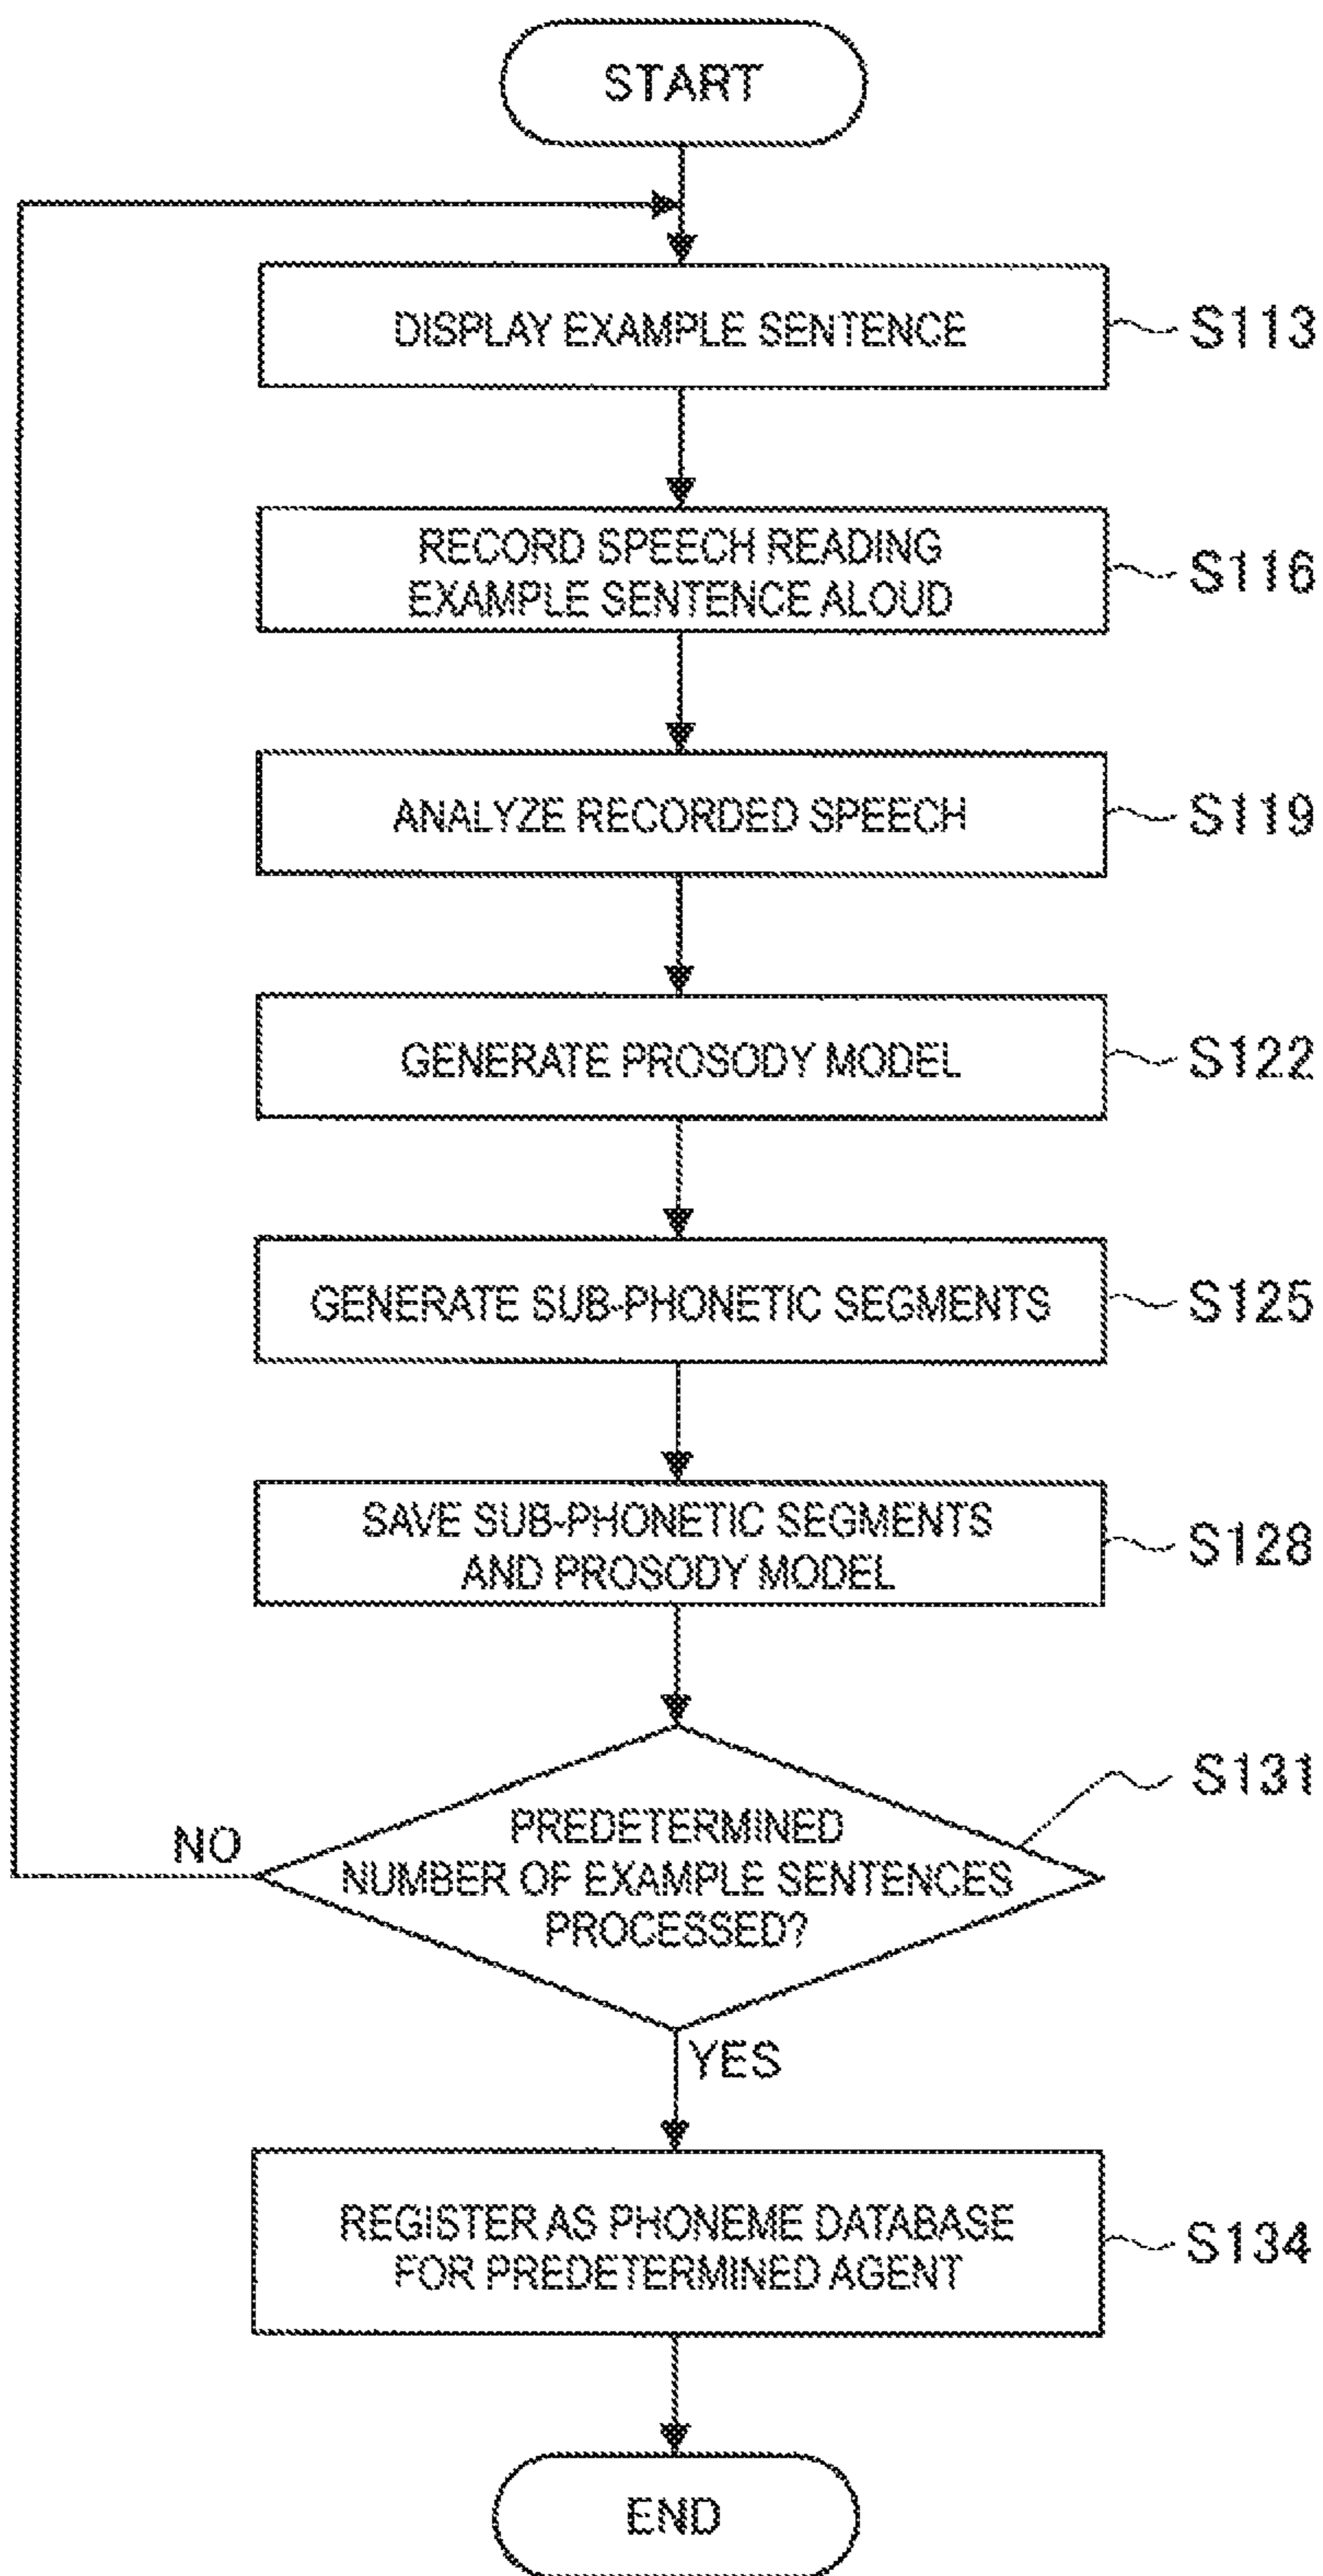 START
DISPLAY EXAMPLE SENTENCE
S113
RECORD SPEECH READING
EXAMPLE SENTENCE ALOUD
S116
ANALYZE RECORDED SPEECH
S119
GENERATE PROSODY MODEL
S122
GENERATE SUB-PHONETIC SEGMENTS
S125
SAVE SUB-PHONETIC SEGMENTS
AND PROSODY MODEL
S128
PREDETERMINED
NUMBER OF EXAMPLE SENTENCES
PROCESSED?
S131
NO
YES
REGISTER AS PHONEME DATABASE
FOR PREDETERMINED AGENT
S134
END